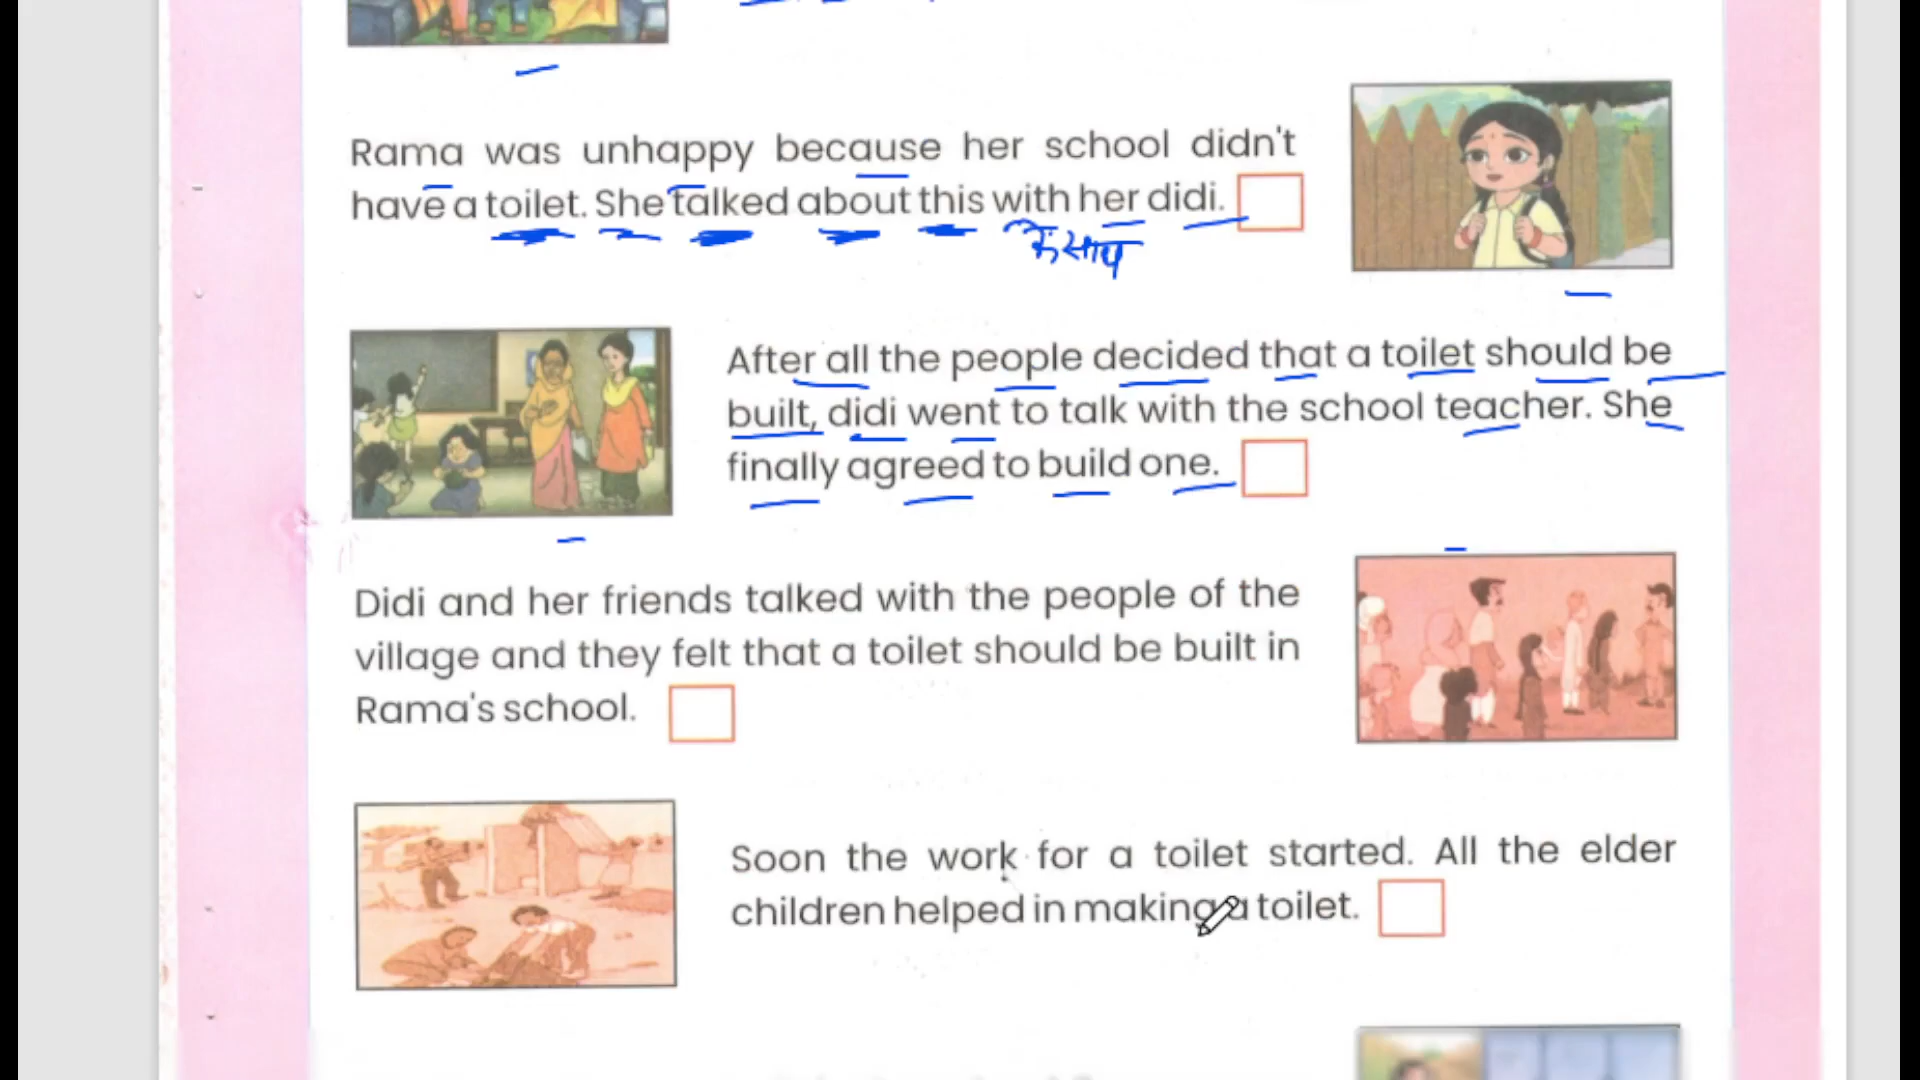 Rama was unhappy because her school didn't
have a toilet. She talked about this with her didi.
After all the people decided that a toilet should be
built, didi went to talk with the school teacher. She
finally agreed to build one.
Didi and her friends talked with the people of the
village and they felt that a toilet should be built in
Rama's school.
Soon the work for a toilet started. All the elder
children helped in making a toilet.